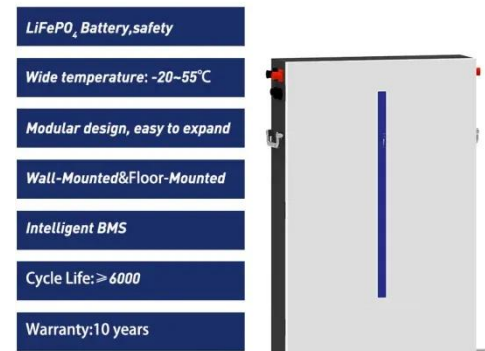 LiFePO₄ Battery,safety
Wide temperature: -20~55℃
Modular design, easy to expand
Wall-Mounted&Floor-Mounted
Intelligent BMS
Cycle Life:≥6000
Warranty:10 years